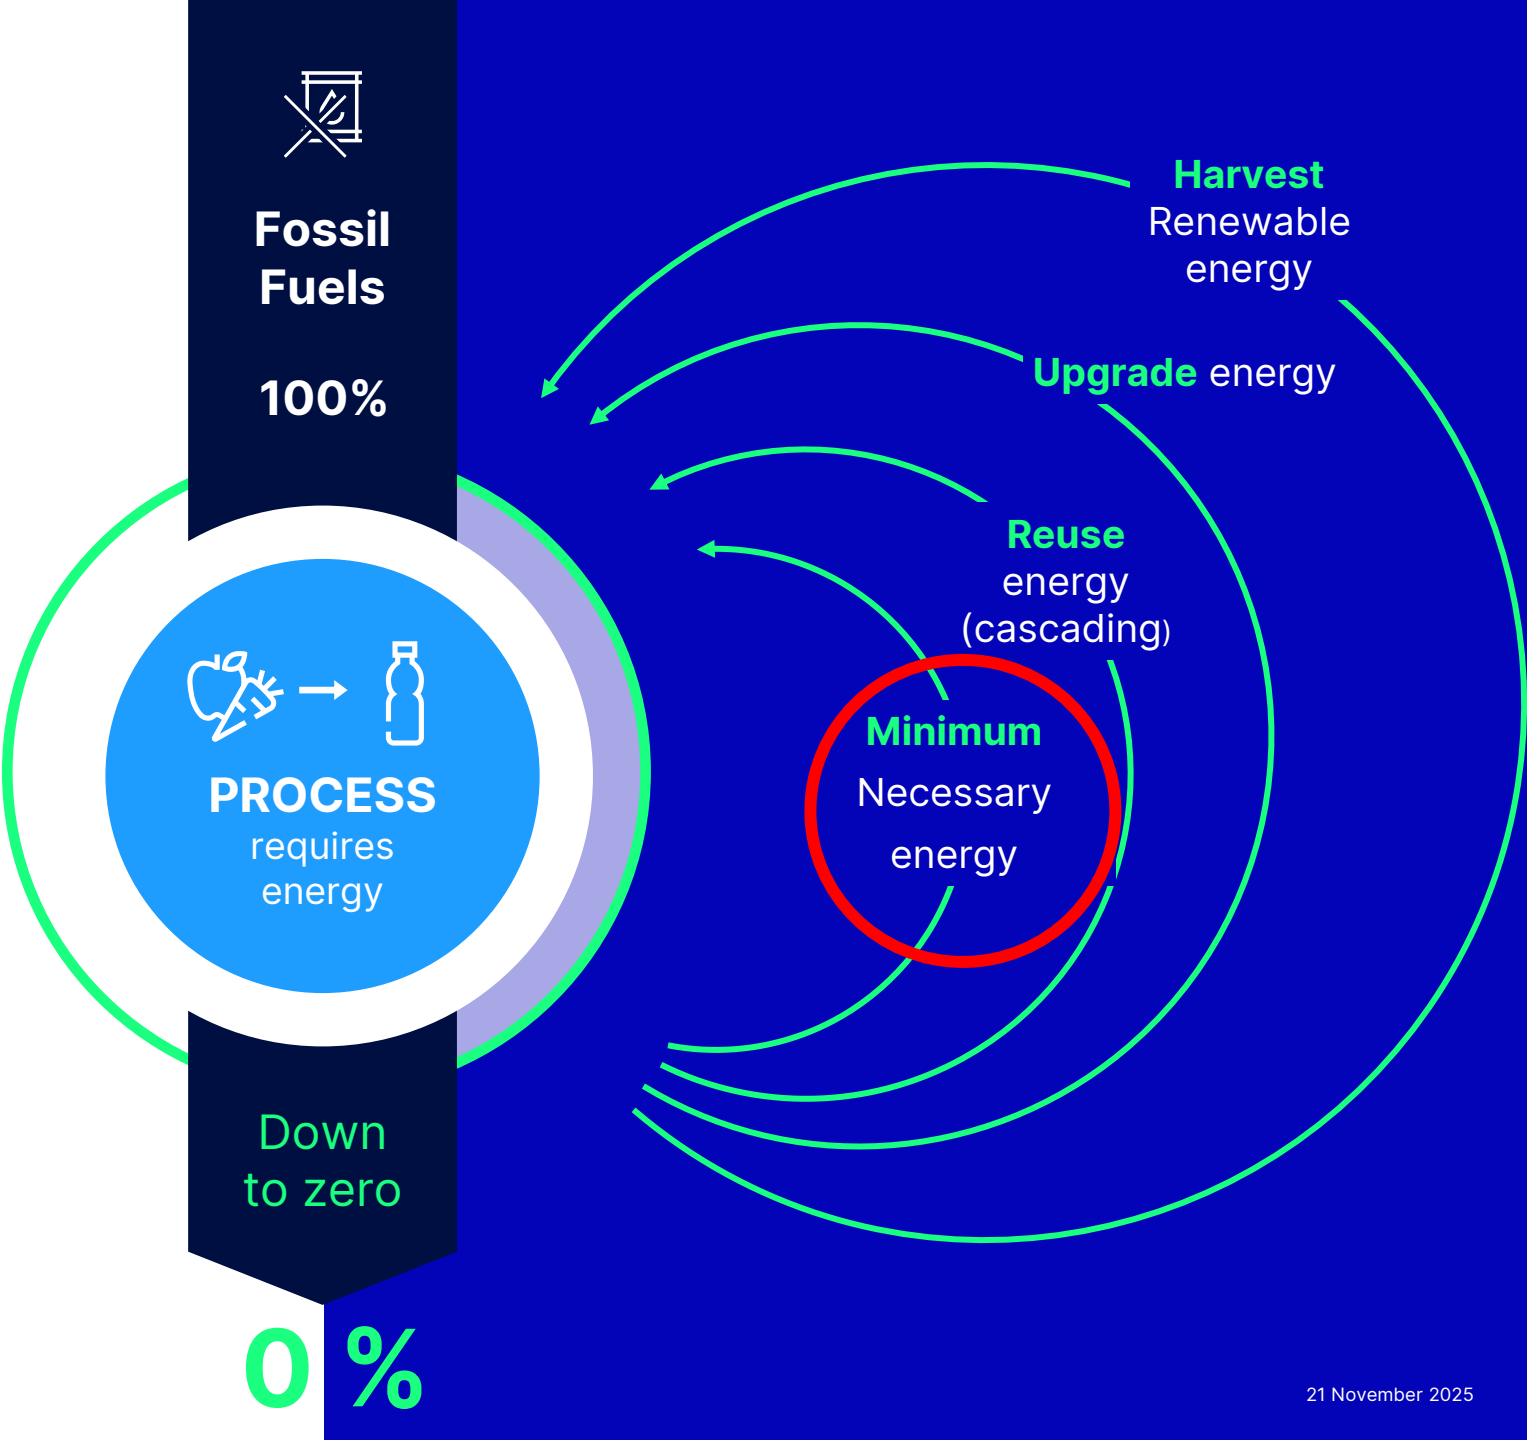 Fossil
Fuels
100%
Harvest
Renewable
energy
Upgrade energy
Reuse
energy
(cascading)
Minimum
Necessary
energy
PROCESS
requires
energy
Down
to zero
0 %
21 November 2025